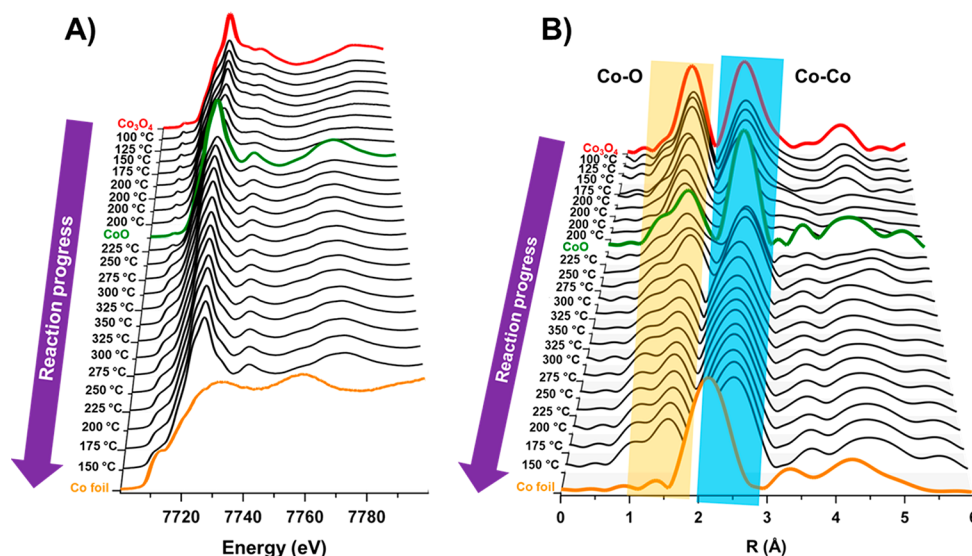 A)
Co₃O₄
100 °C
125 °C
150 °C
175 °C
200 °C
200 °C
200 °C
200 °C
CoO
225 °C
250 °C
275 °C
300 °C
325 °C
350 °C
325 °C
300 °C
275 °C
250 °C
225 °C
200 °C
175 °C
150 °C
Co foil
Reaction progress
7720 7740 7760 7780
Energy (eV)
B)
Co-O
Co-Co
Co₃O₄
100 °C
125 °C
150 °C
175 °C
200 °C
200 °C
200 °C
CoO
225 °C
250 °C
275 °C
300 °C
325 °C
300 °C
325 °C
300 °C
275 °C
250 °C
225 °C
200 °C
175 °C
150 °C
Co foil
Reaction progress
0 1 2 3 4 5 6
R (Å)